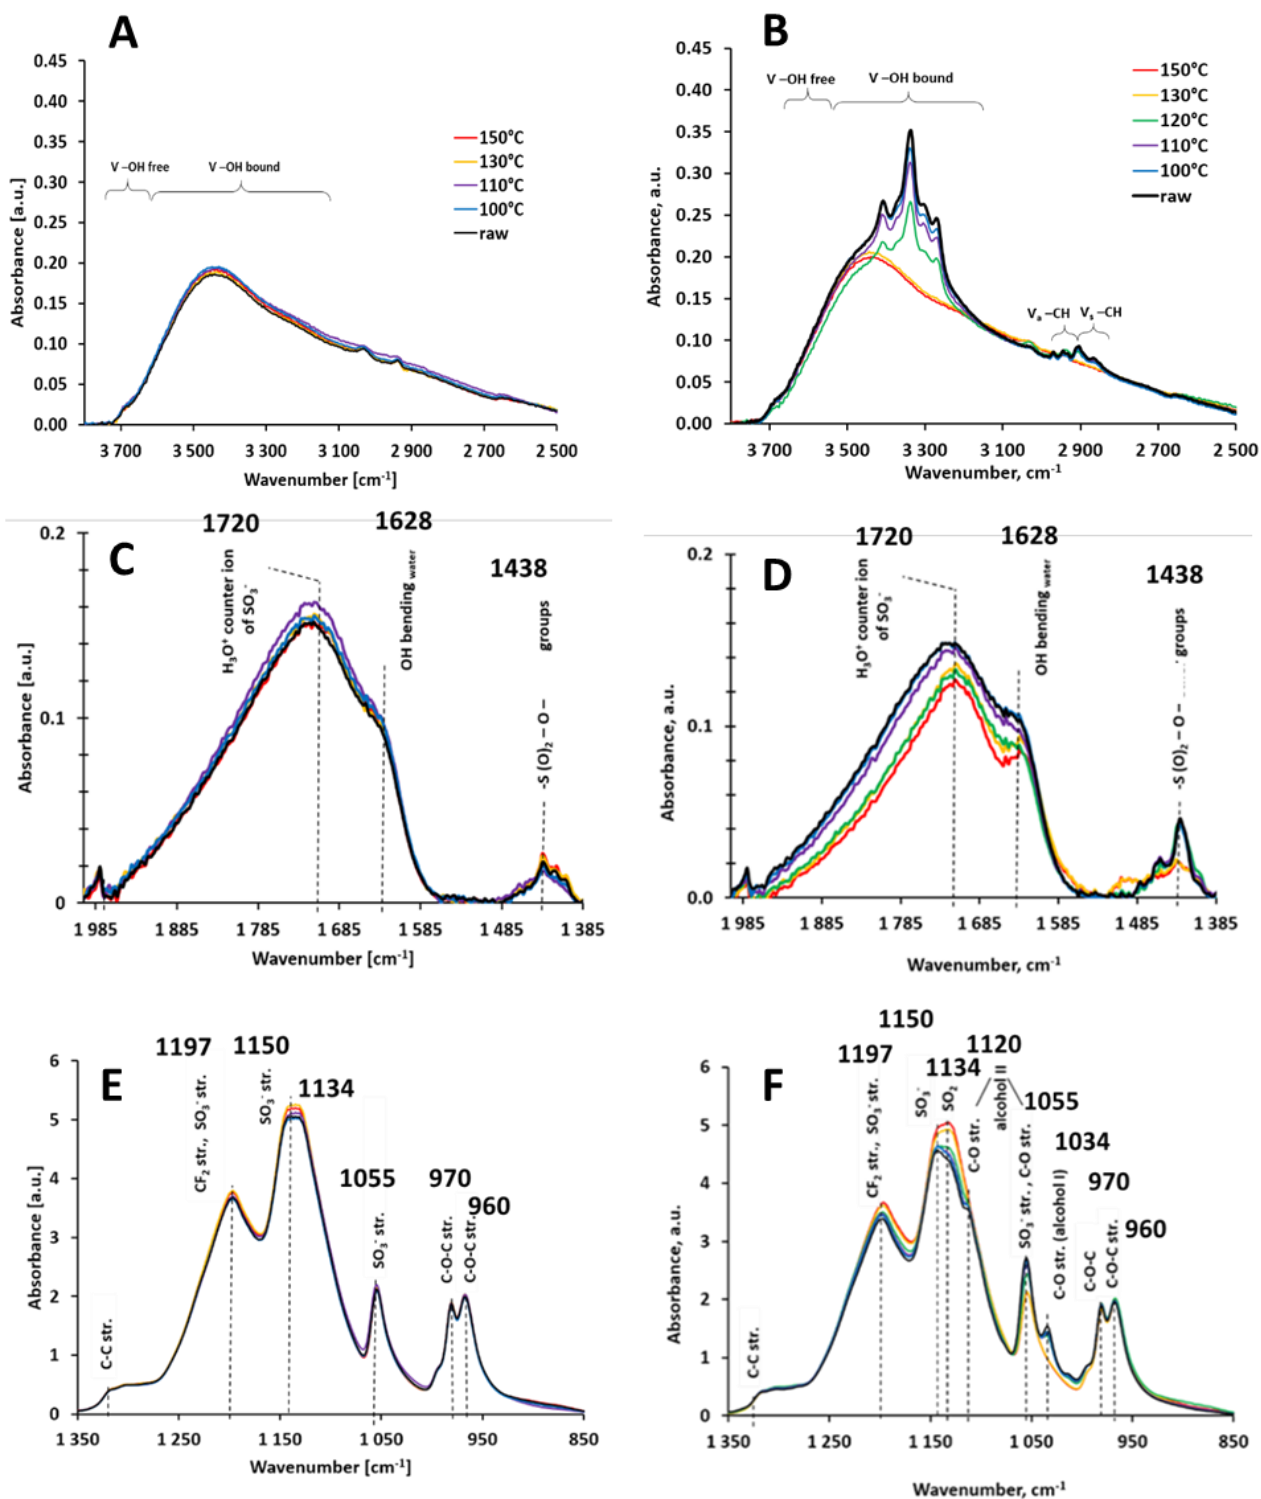 A
0.45
0.40
0.35
0.30
0.25
0.20
0.15
0.10
0.05
0.00
Absorbance [a.u.]
V –OH free
V –OH bound
150°C
130°C
110°C
100°C
raw
3 700 3 500 3 300 3 100 2 900 2 700 2 500
Wavenumber [cm⁻¹]
B
0.45
0.40
0.35
0.30
0.25
0.20
0.15
0.10
0.05
0.00
Absorbance, a.u.
V –OH free
V –OH bound
Vₐ –CH
Vₛ –CH
150°C
130°C
120°C
110°C
100°C
raw
3 700 3 500 3 300 3 100 2 900 2 700 2 500
Wavenumber, cm⁻¹
C
1720
1628
1438
0.2
0.1
0
Absorbance [a.u.]
H₃O⁺ counter ion
of SO₃⁻
OH bending water
-S (O)₂ – O –
groups
1 985 1 885 1 785 1 685 1 585 1 485 1 385
Wavenumber [cm⁻¹]
D
1720
1628
1438
0.2
0.1
0.0
Absorbance, a.u.
H₃O⁺ counter ion
of SO₃⁻
OH bending water
-S (O)₂ – O –
groups
1 985 1 885 1 785 1 685 1 585 1 485 1 385
Wavenumber, cm⁻¹
E
1197
1150
1134
1055
970
960
6
5
4
3
2
1
0
Absorbance [a.u.]
C-C str.
CF₂ str., SO₃⁻ str.
SO₃⁻ str.
SO₃⁻ str.
C-O-C str.
C-O-C str.
1 350 1 250 1 150 1 050 950 850
Wavenumber [cm⁻¹]
F
1150
1197
1134
1120
1055
1034
970
960
6
5
4
3
2
1
0
Absorbance, a.u.
C-C str.
CF₂ str., SO₃⁻ str.
SO₃⁻
SO₂
C-O str.
alcohol II
SO₃⁻ str. , C-O str.
C-O str. (alcohol I)
C-O-C
C-O-C str.
1 350 1 250 1 150 1 050 950 850
Wavenumber, cm⁻¹